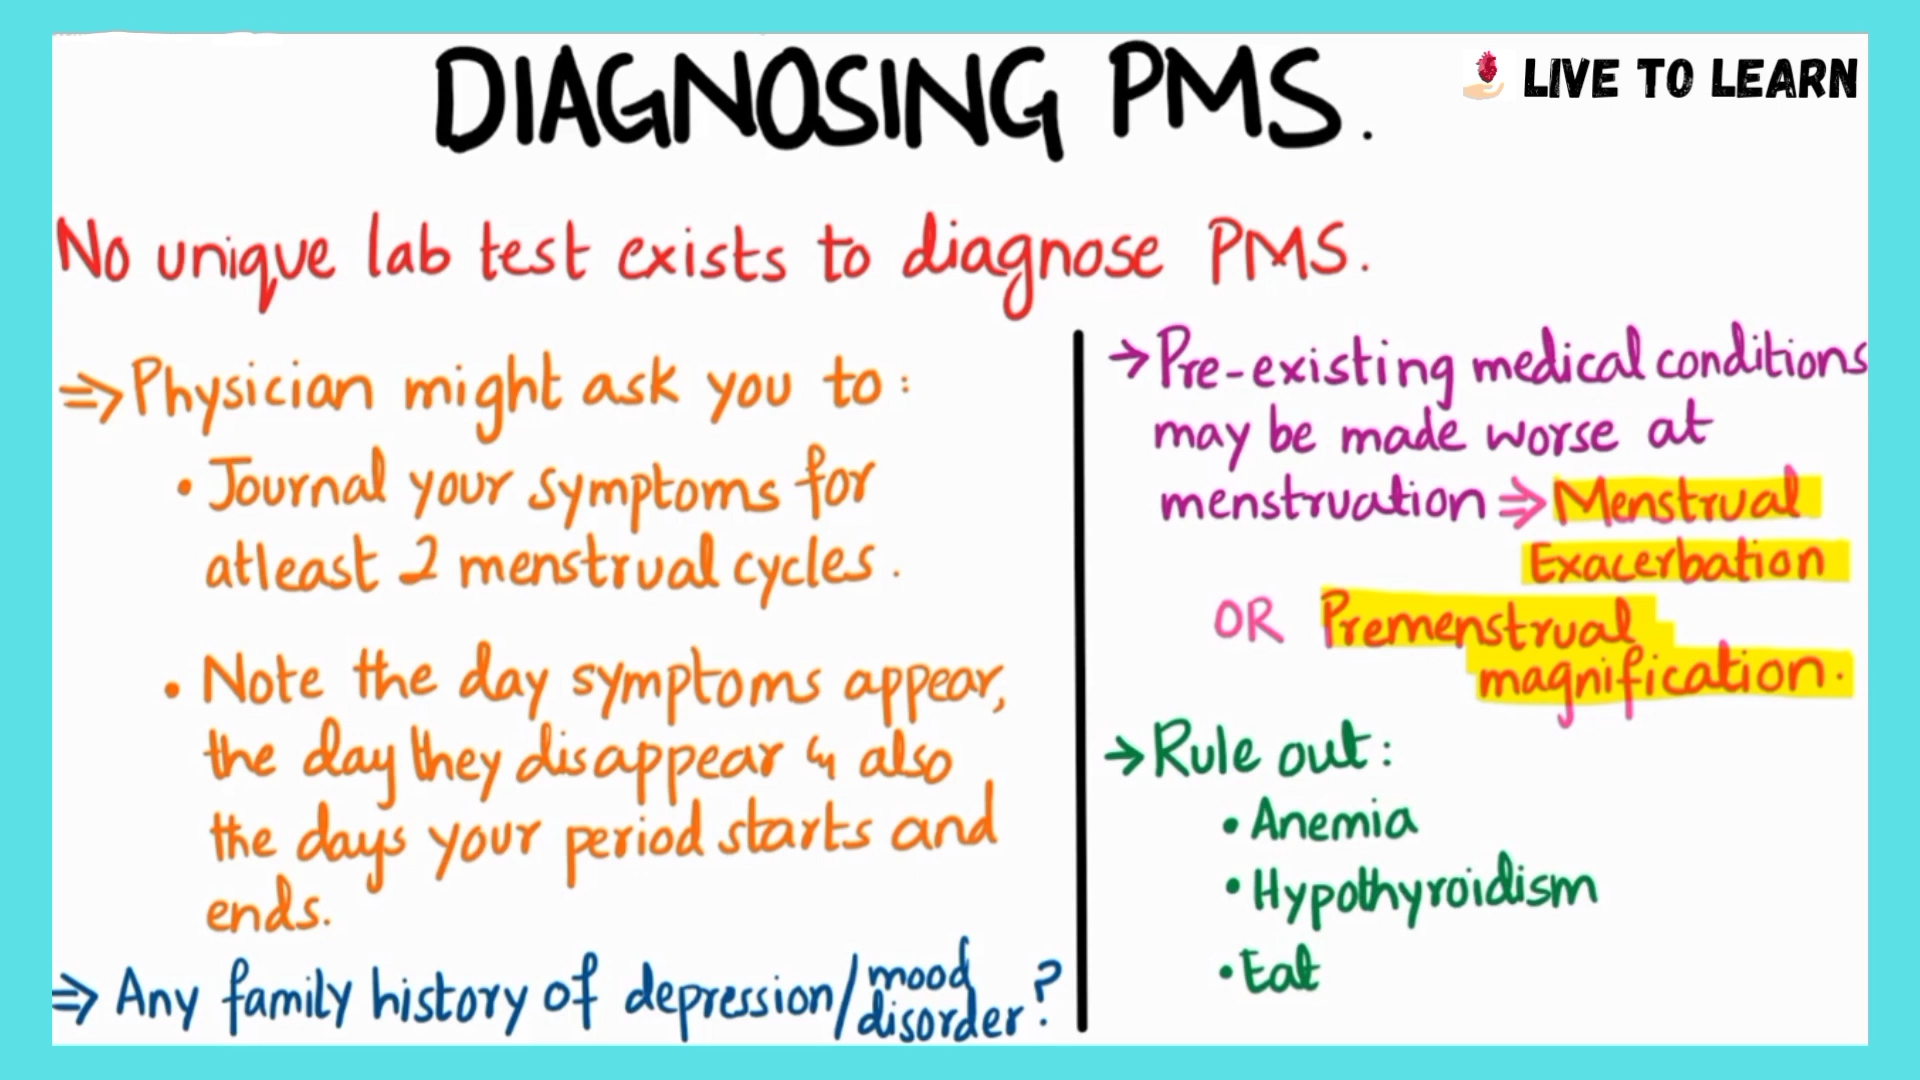 DIAGNOSING PMS.
LIVE TO LEARN
No unique lab test exists to diagnose PMS.
⇒ Physician might ask you to:
• Journal your symptoms for
atleast 2 menstrual cycles.
• Note the day symptoms appear,
the day they disappear & also
the days your period starts and
ends.
⇒ Any family history of depression/mood
disorder?
→ Pre-existing medical conditions
may be made worse at
menstruation ⇒ Menstrual
Exacerbation
OR Premenstrual
magnification.
→ Rule out:
• Anemia
• Hypothyroidism
• Eat